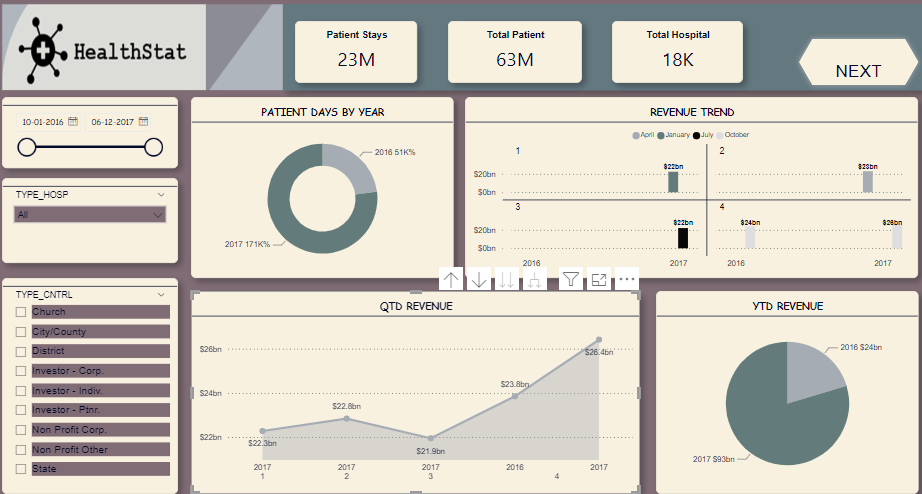 HealthStat
Patient Stays
23M
Total Patient
63M
Total Hospital
18K
NEXT
10-01-2016
06-12-2017
TYPE_HOSP
All
TYPE_CNTRL
Church
City/County
District
Investor - Corp.
Investor - Indiv.
Investor - Ptnr.
Non Profit Corp.
Non Profit Other
State
PATIENT DAYS BY YEAR
2016 51K%
2017 171K%
REVENUE TREND
April January July October
1
2
$20bn
$0bn
$22bn
$23bn
3
4
$20bn
$0bn
$22bn
$24bn
$26bn
2016
2017
2016
2017
QTD REVENUE
$26bn
$24bn
$22bn
$22.3bn
$22.8bn
$21.9bn
$23.8bn
$26.4bn
2017
2017
2017
2016
2017
1
2
3
4
YTD REVENUE
2016 $24bn
2017 $93bn